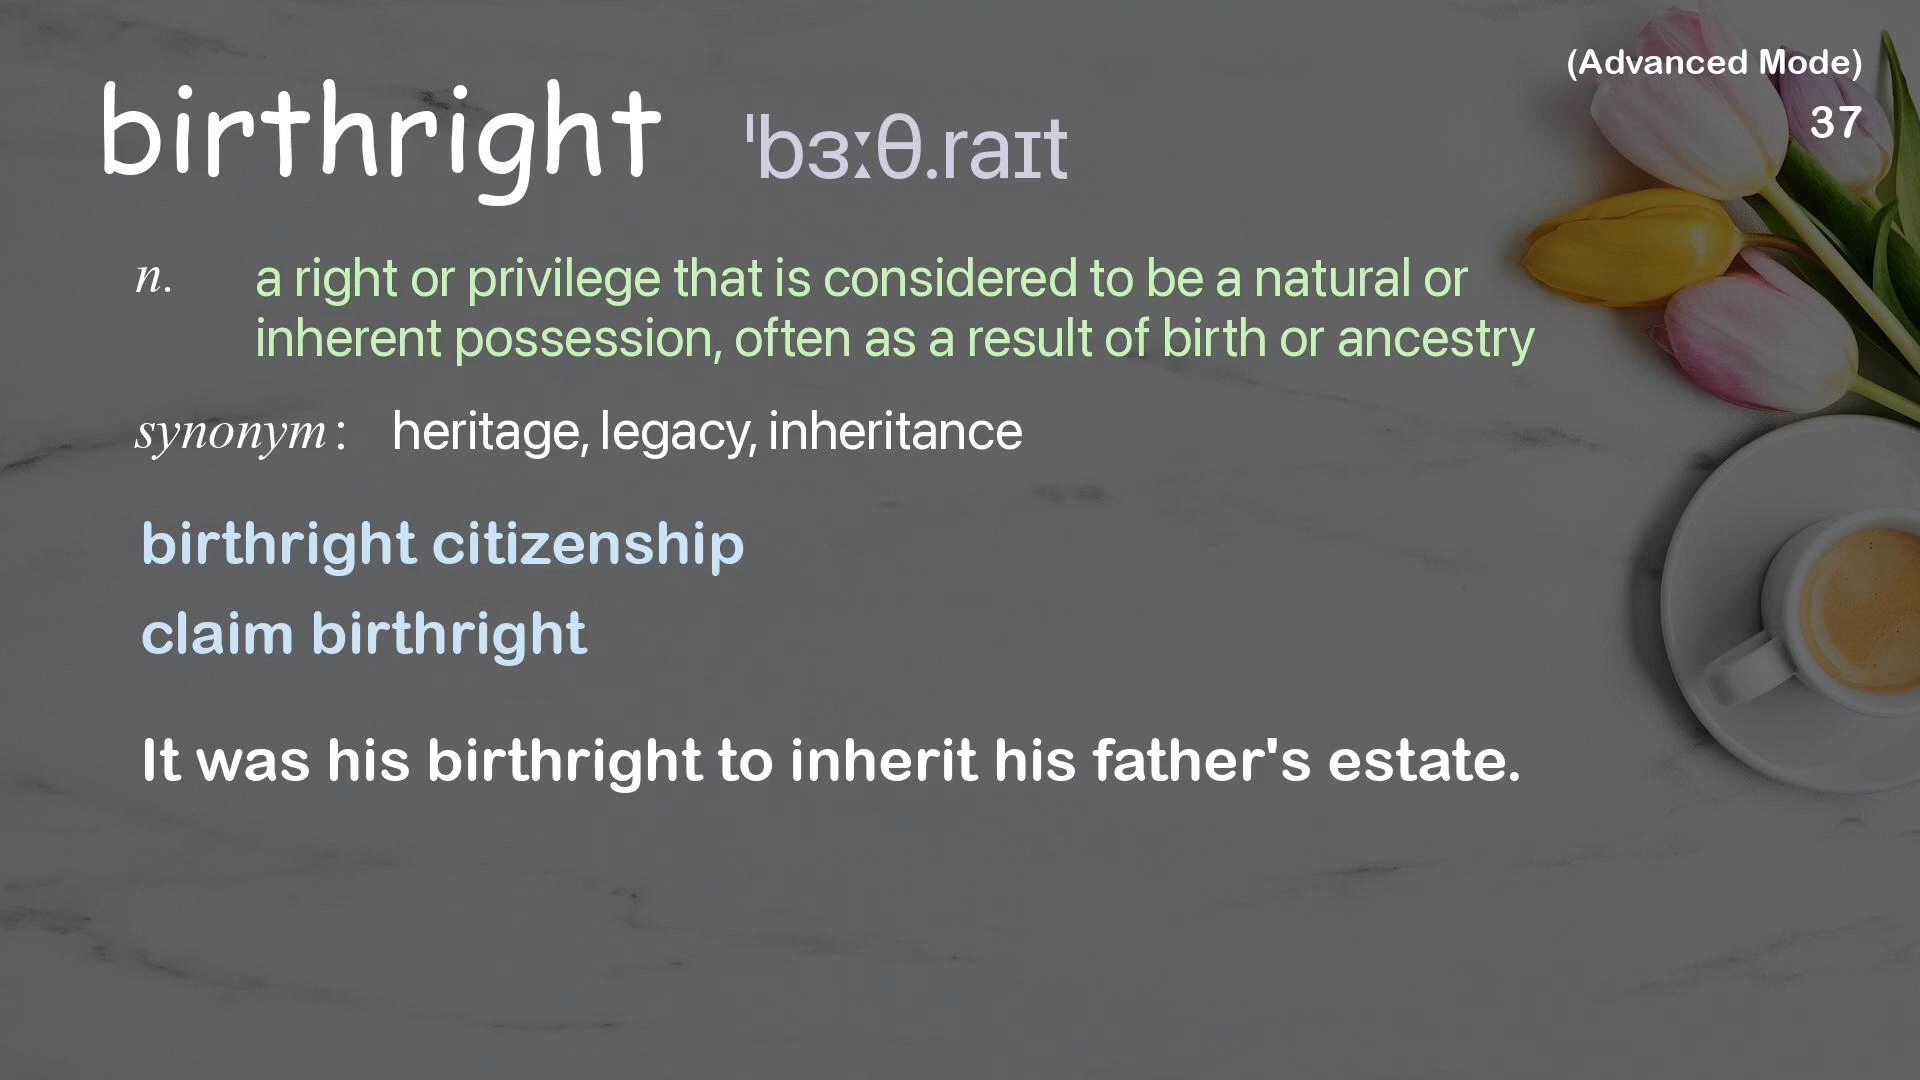 (Advanced Mode)
37
birthright ˈbɜːθ.raɪt
n. a right or privilege that is considered to be a natural or
inherent possession, often as a result of birth or ancestry
synonym: heritage, legacy, inheritance
birthright citizenship
claim birthright
It was his birthright to inherit his father's estate.